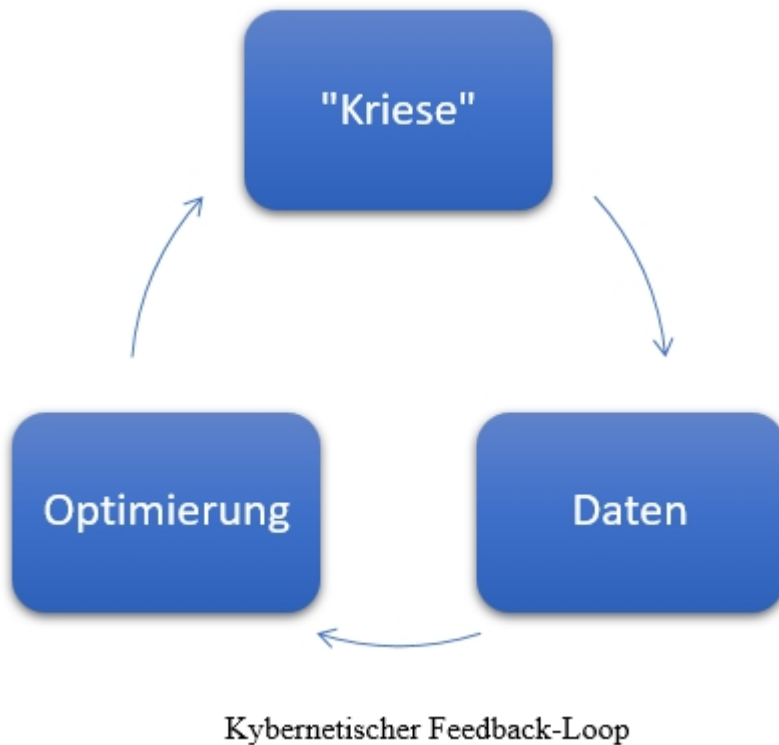 "Kriese"
Optimierung
Daten
Kybernetischer Feedback-Loop